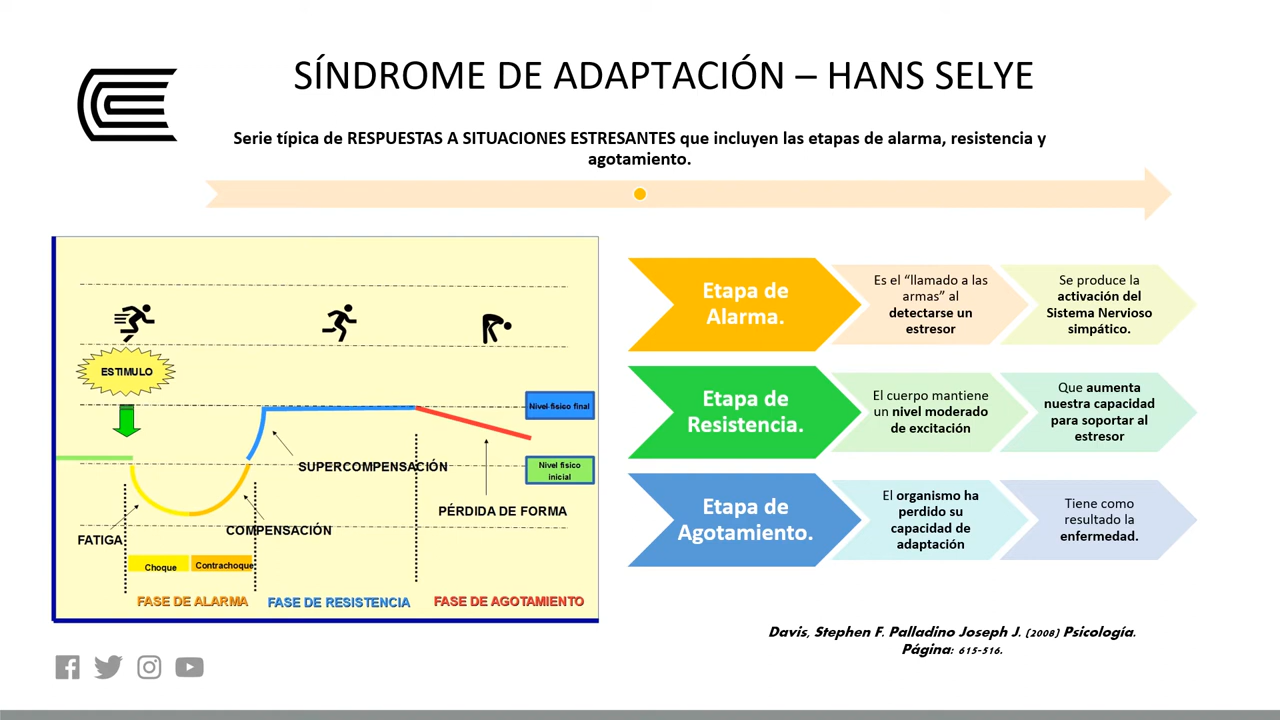 SÍNDROME DE ADAPTACIÓN – HANS SELYE
Serie típica de RESPUESTAS A SITUACIONES ESTRESANTES que incluyen las etapas de alarma, resistencia y
agotamiento.
ESTIMULO
Nivel fisico final
Nivel fisico
inicial
SUPERCOMPENSACIÓN
PÉRDIDA DE FORMA
COMPENSACIÓN
FATIGA
Choque
Contrachoque
FASE DE ALARMA
FASE DE RESISTENCIA
FASE DE AGOTAMIENTO
Etapa de
Alarma.
Es el “llamado a las
armas” al
detectarse un
estresor
Se produce la
activación del
Sistema Nervioso
simpático.
Etapa de
Resistencia.
El cuerpo mantiene
un nivel moderado
de excitación
Que aumenta
nuestra capacidad
para soportar al
estresor
Etapa de
Agotamiento.
El organismo ha
perdido su
capacidad de
adaptación
Tiene como
resultado la
enfermedad.
Davis, Stephen F. Palladino Joseph J. (2008) Psicología.
Página: 615-516.